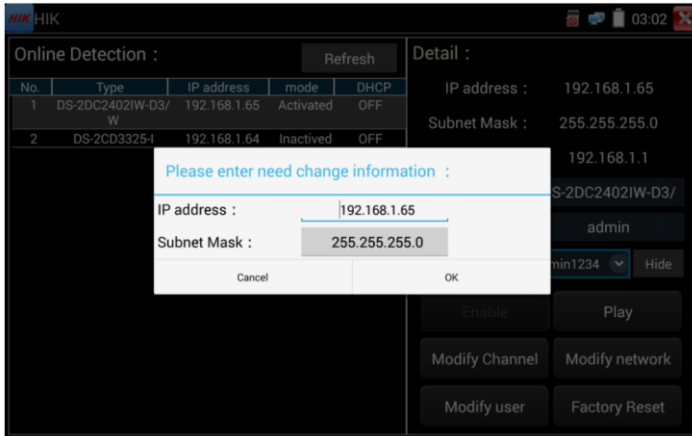 HIK HIK 03:02
Online Detection : Refresh
No. Type IP address mode DHCP
1 DS-2DC2402IW-D3/ 192.168.1.65 Activated OFF
W
2 DS-2CD3325-I 192.168.1.64 Inactived OFF
Please enter need change information :
IP address : 192.168.1.65
Subnet Mask : 255.255.255.0
Cancel OK
Detail :
IP address : 192.168.1.65
Subnet Mask : 255.255.255.0
192.168.1.1
S-2DC2402IW-D3/
admin
min1234 Hide
Enable Play
Modify Channel Modify network
Modify user Factory Reset